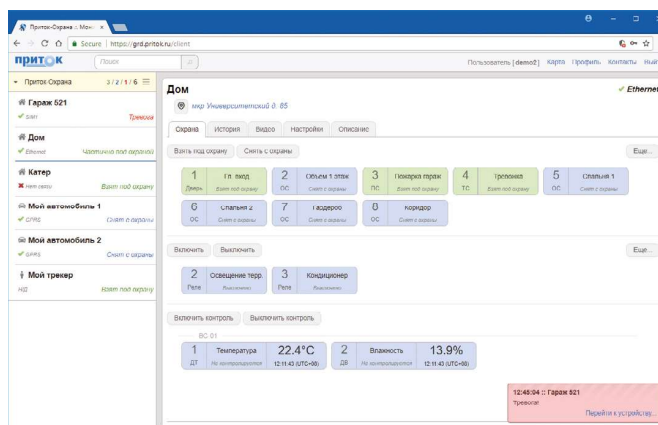 Приток-Охрана :: Мон
Secure https://grd.pritok.ru/client
ПРИТОК Поиск Пользователь [demo2] Карта Профиль Контакты Вый
Приток Охрана 3 / 2 / 1 / 6
Гараж 521
Тревога
Дом
Ethernet Частично под охраной
Катер
Нет связи Взят под охрану
Мой автомобиль 1
GPRS Снят с охраны
Мой автомобиль 2
GPRS Снят с охраны
Мой трекер
Н/Д Взят под охрану
Дом Ethernet
мкр Университетский д. 85
Охрана История Видео Настройки Описание
Взять под охрану Снять с охраны Еще...
1 Гл. вход 2 Объем 1 этаж 3 Пожарка гараж 4 Тревожка 5 Спальня 1
Дверь Взят под охрану ОС Снят с охраны ПС Взят под охрану ТС Взят под охрану ОС Снят с охраны
6 Спальня 2 7 Гардероб 8 Коридор
ОС Снят с охраны ОС Снят с охраны ОС Снят с охраны
Включить Выключить Еще...
2 Освещение терр. 3 Кондиционер
Реле Выключено Реле Выключено
Включить контроль Выключить контроль
ВС 01
1 Температура 22.4°C 2 Влажность 13.9%
ДТ Не контролируется 12:11:43 (UTC+08) ДВ Не контролируется 12:11:43 (UTC+08)
12:45:04 :: Гараж 521
Тревога!
Перейти к устройству...